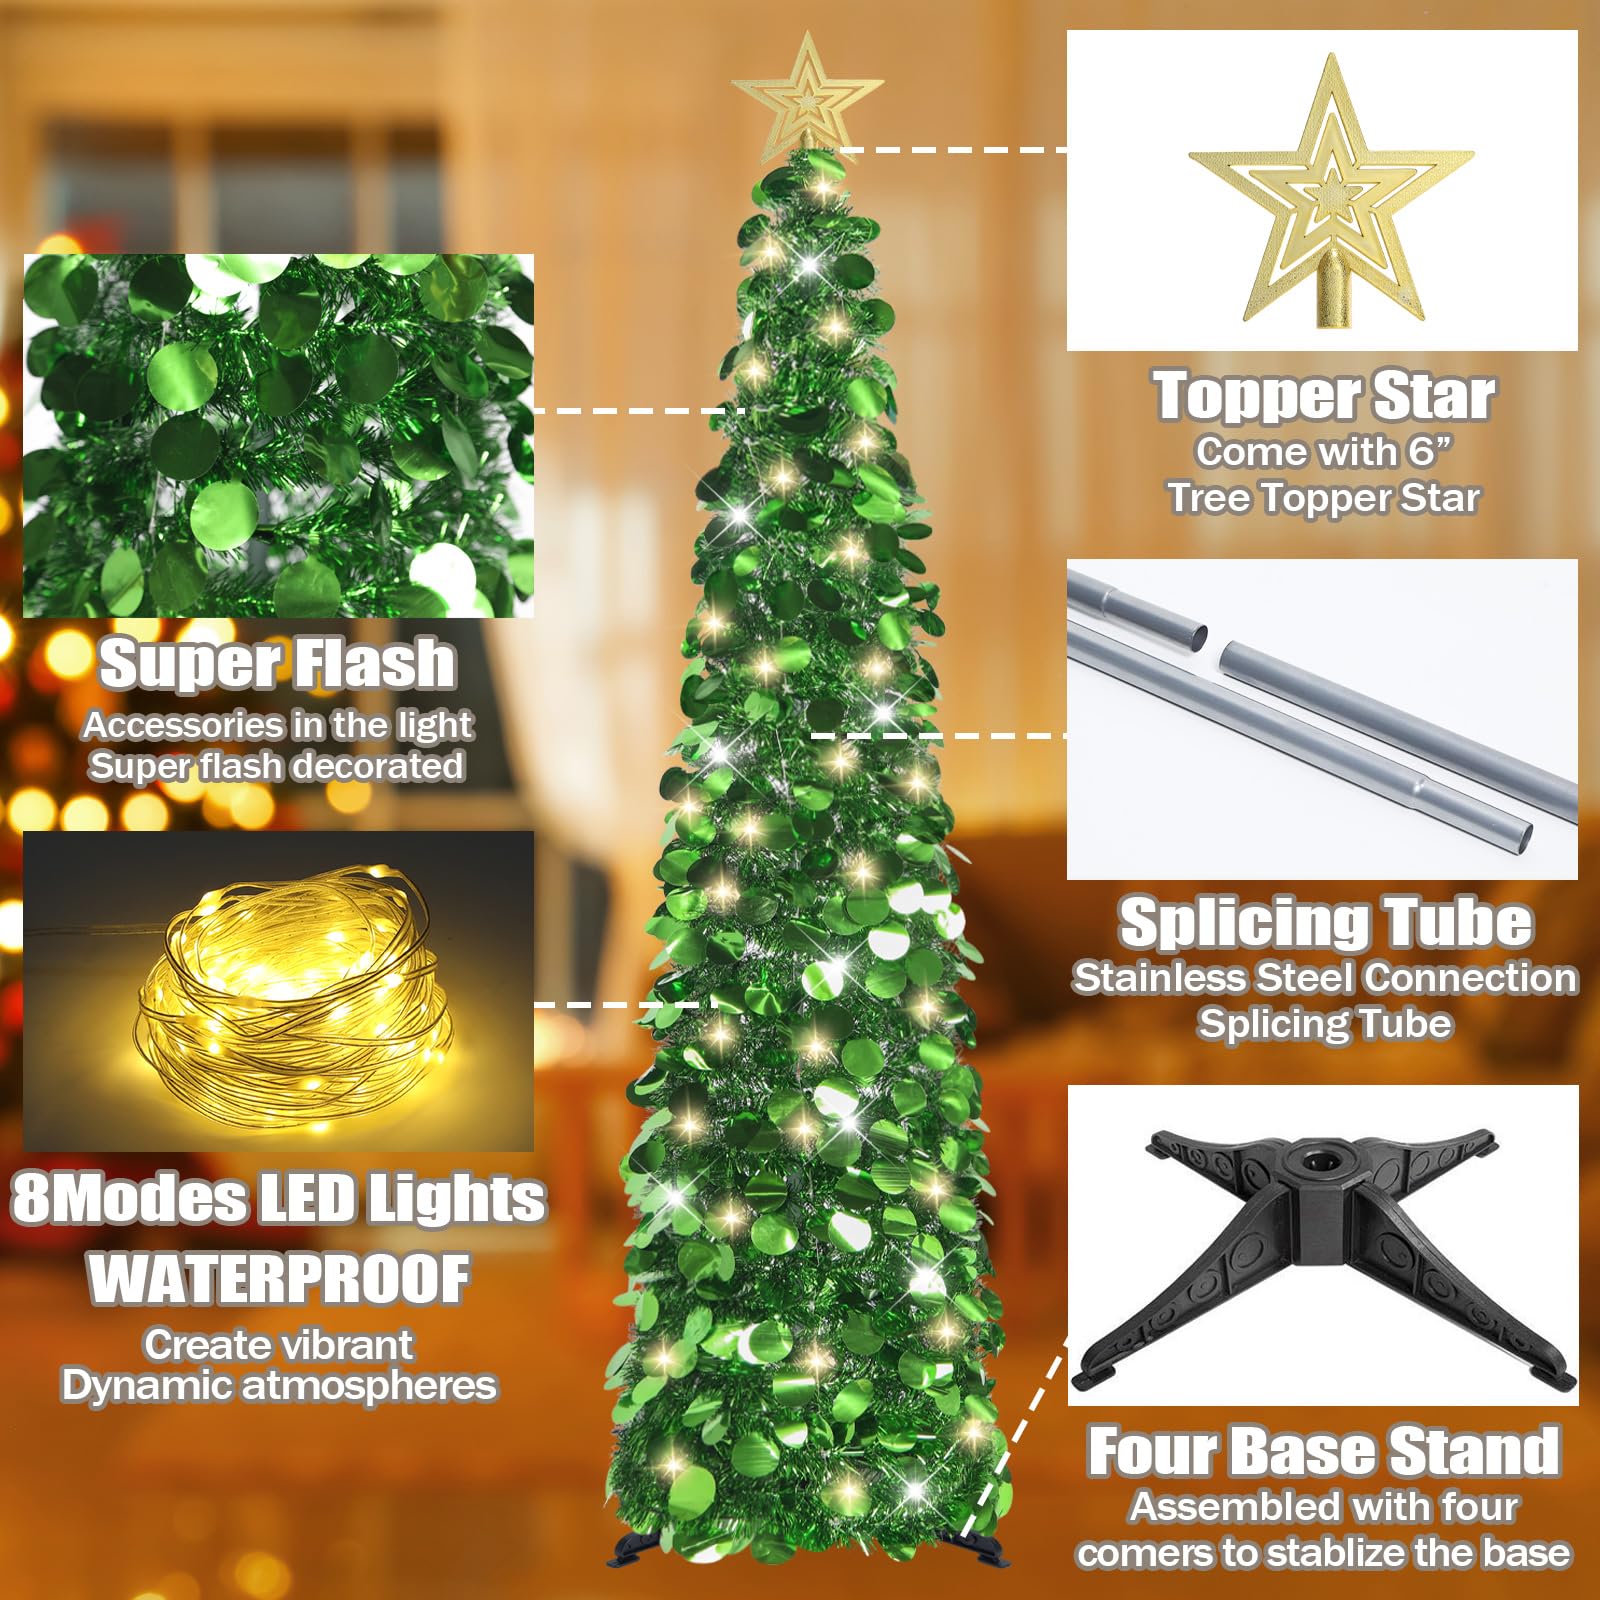 Topper Star
Come with 6”
Tree Topper Star
Super Flash
Accessories in the light
Super flash decorated
Splicing Tube
Stainless Steel Connection
Splicing Tube
8Modes LED Lights
WATERPROOF
Create vibrant
Dynamic atmospheres
Four Base Stand
Assembled with four
comers to stablize the base